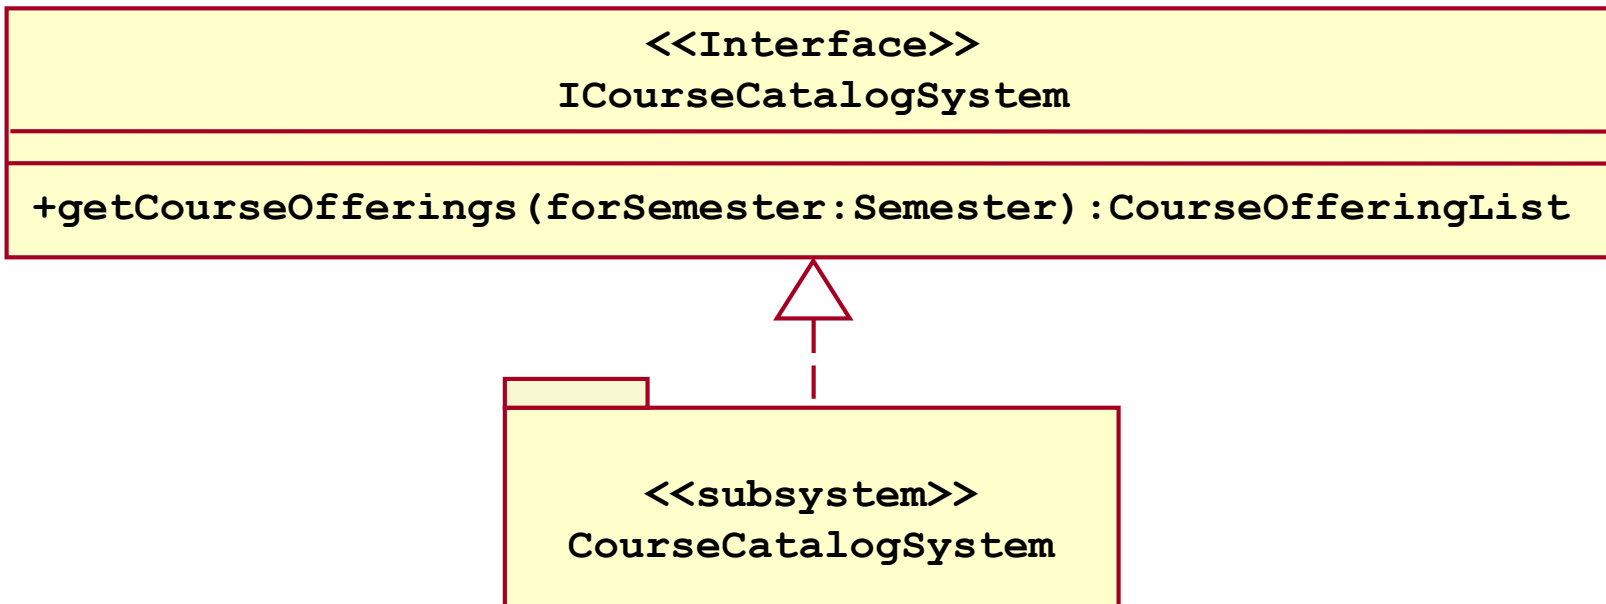 <<Interface>>
ICourseCatalogSystem
+getCourseOfferings(forSemester:Semester):CourseOfferingList
<<subsystem>>
CourseCatalogSystem